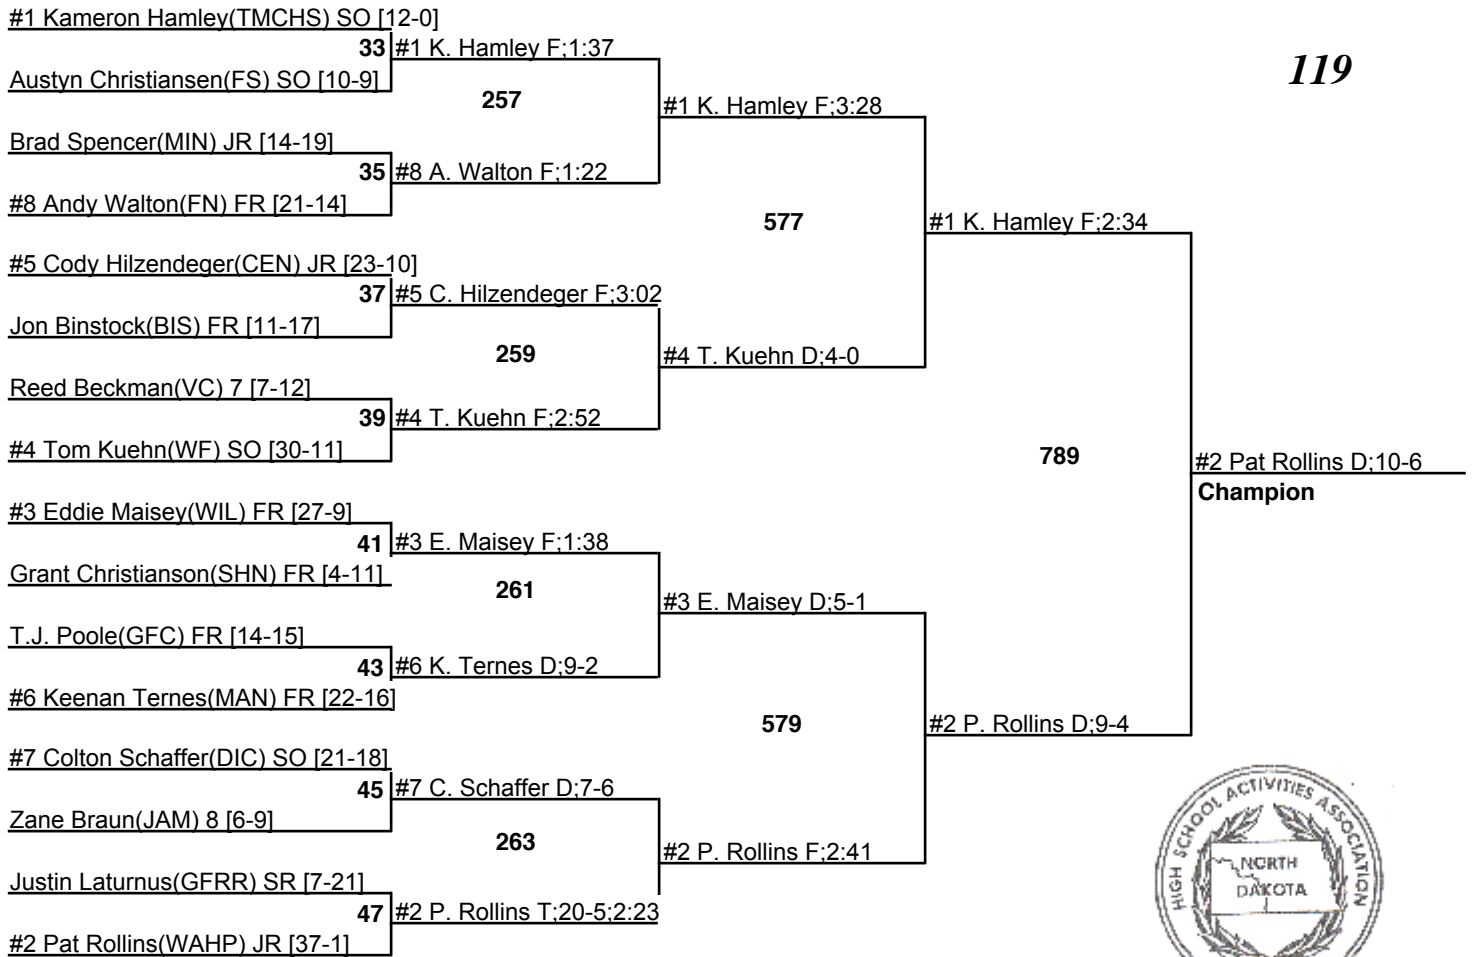 #1 Kameron Hamley(TMCHS) SO [12-0]
33 #1 K. Hamley F;1:37
119
Austyn Christiansen(FS) SO [10-9]
257
#1 K. Hamley F;3:28
Brad Spencer(MIN) JR [14-19]
35 #8 A. Walton F;1:22
#8 Andy Walton(FN) FR [21-14]
577
#1 K. Hamley F;2:34
#5 Cody Hilzendeger(CEN) JR [23-10]
37 #5 C. Hilzendeger F;3:02
Jon Binstock(BIS) FR [11-17]
259
#4 T. Kuehn D;4-0
Reed Beckman(VC) 7 [7-12]
39 #4 T. Kuehn F;2:52
#4 Tom Kuehn(WF) SO [30-11]
789
#2 Pat Rollins D;10-6
Champion
#3 Eddie Maisey(WIL) FR [27-9]
41 #3 E. Maisey F;1:38
Grant Christianson(SHN) FR [4-11]
261
#3 E. Maisey D;5-1
T.J. Poole(GFC) FR [14-15]
43 #6 K. Ternes D;9-2
#6 Keenan Ternes(MAN) FR [22-16]
579
#2 P. Rollins D;9-4
#7 Colton Schaffer(DIC) SO [21-18]
45 #7 C. Schaffer D;7-6
Zane Braun(JAM) 8 [6-9]
263
#2 P. Rollins F;2:41
Justin Laturnus(GFRR) SR [7-21]
47 #2 P. Rollins T;20-5;2:23
#2 Pat Rollins(WAHP) JR [37-1]
HIGH SCHOOL ACTIVITIES ASSOCIATION
NORTH
DAKOTA